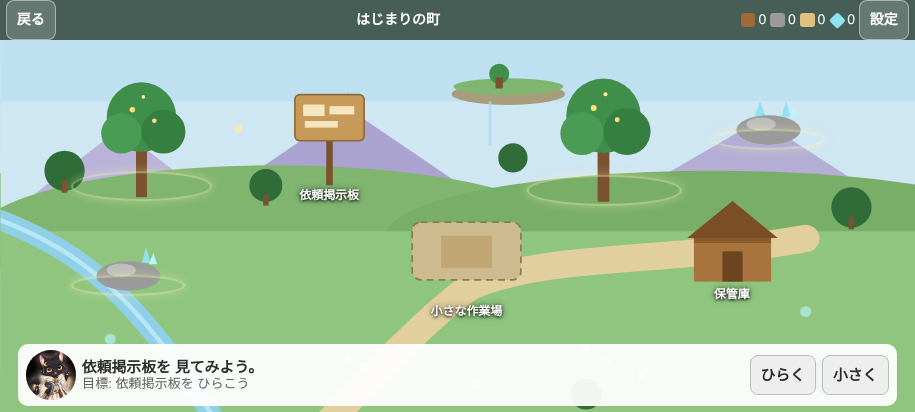 戻る
はじまりの町
0 0 0 0
設定
依頼掲示板
小さな作業場
保管庫
依頼掲示板を 見てみよう。
目標: 依頼掲示板を ひらこう
ひらく
小さく